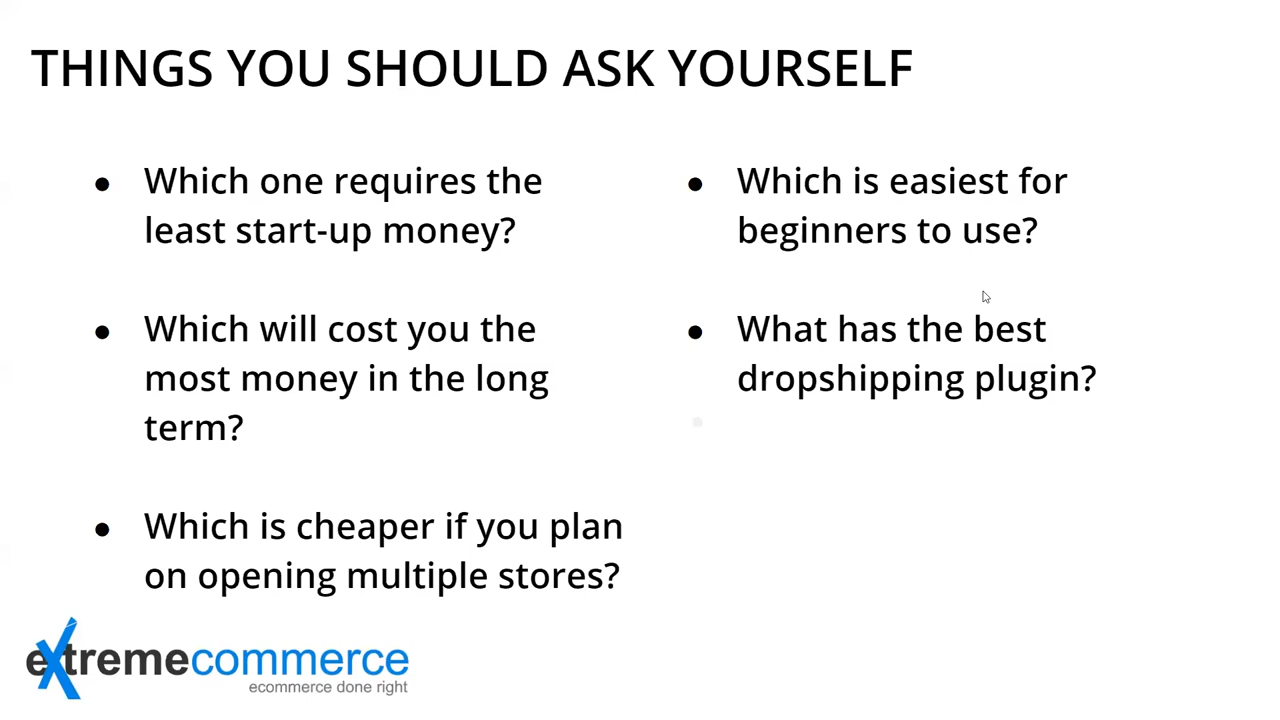 THINGS YOU SHOULD ASK YOURSELF
● Which one requires the
least start-up money?
● Which will cost you the
most money in the long
term?
● Which is cheaper if you plan
on opening multiple stores?
● Which is easiest for
beginners to use?
● What has the best
dropshipping plugin?
extremecommerce
ecommerce done right